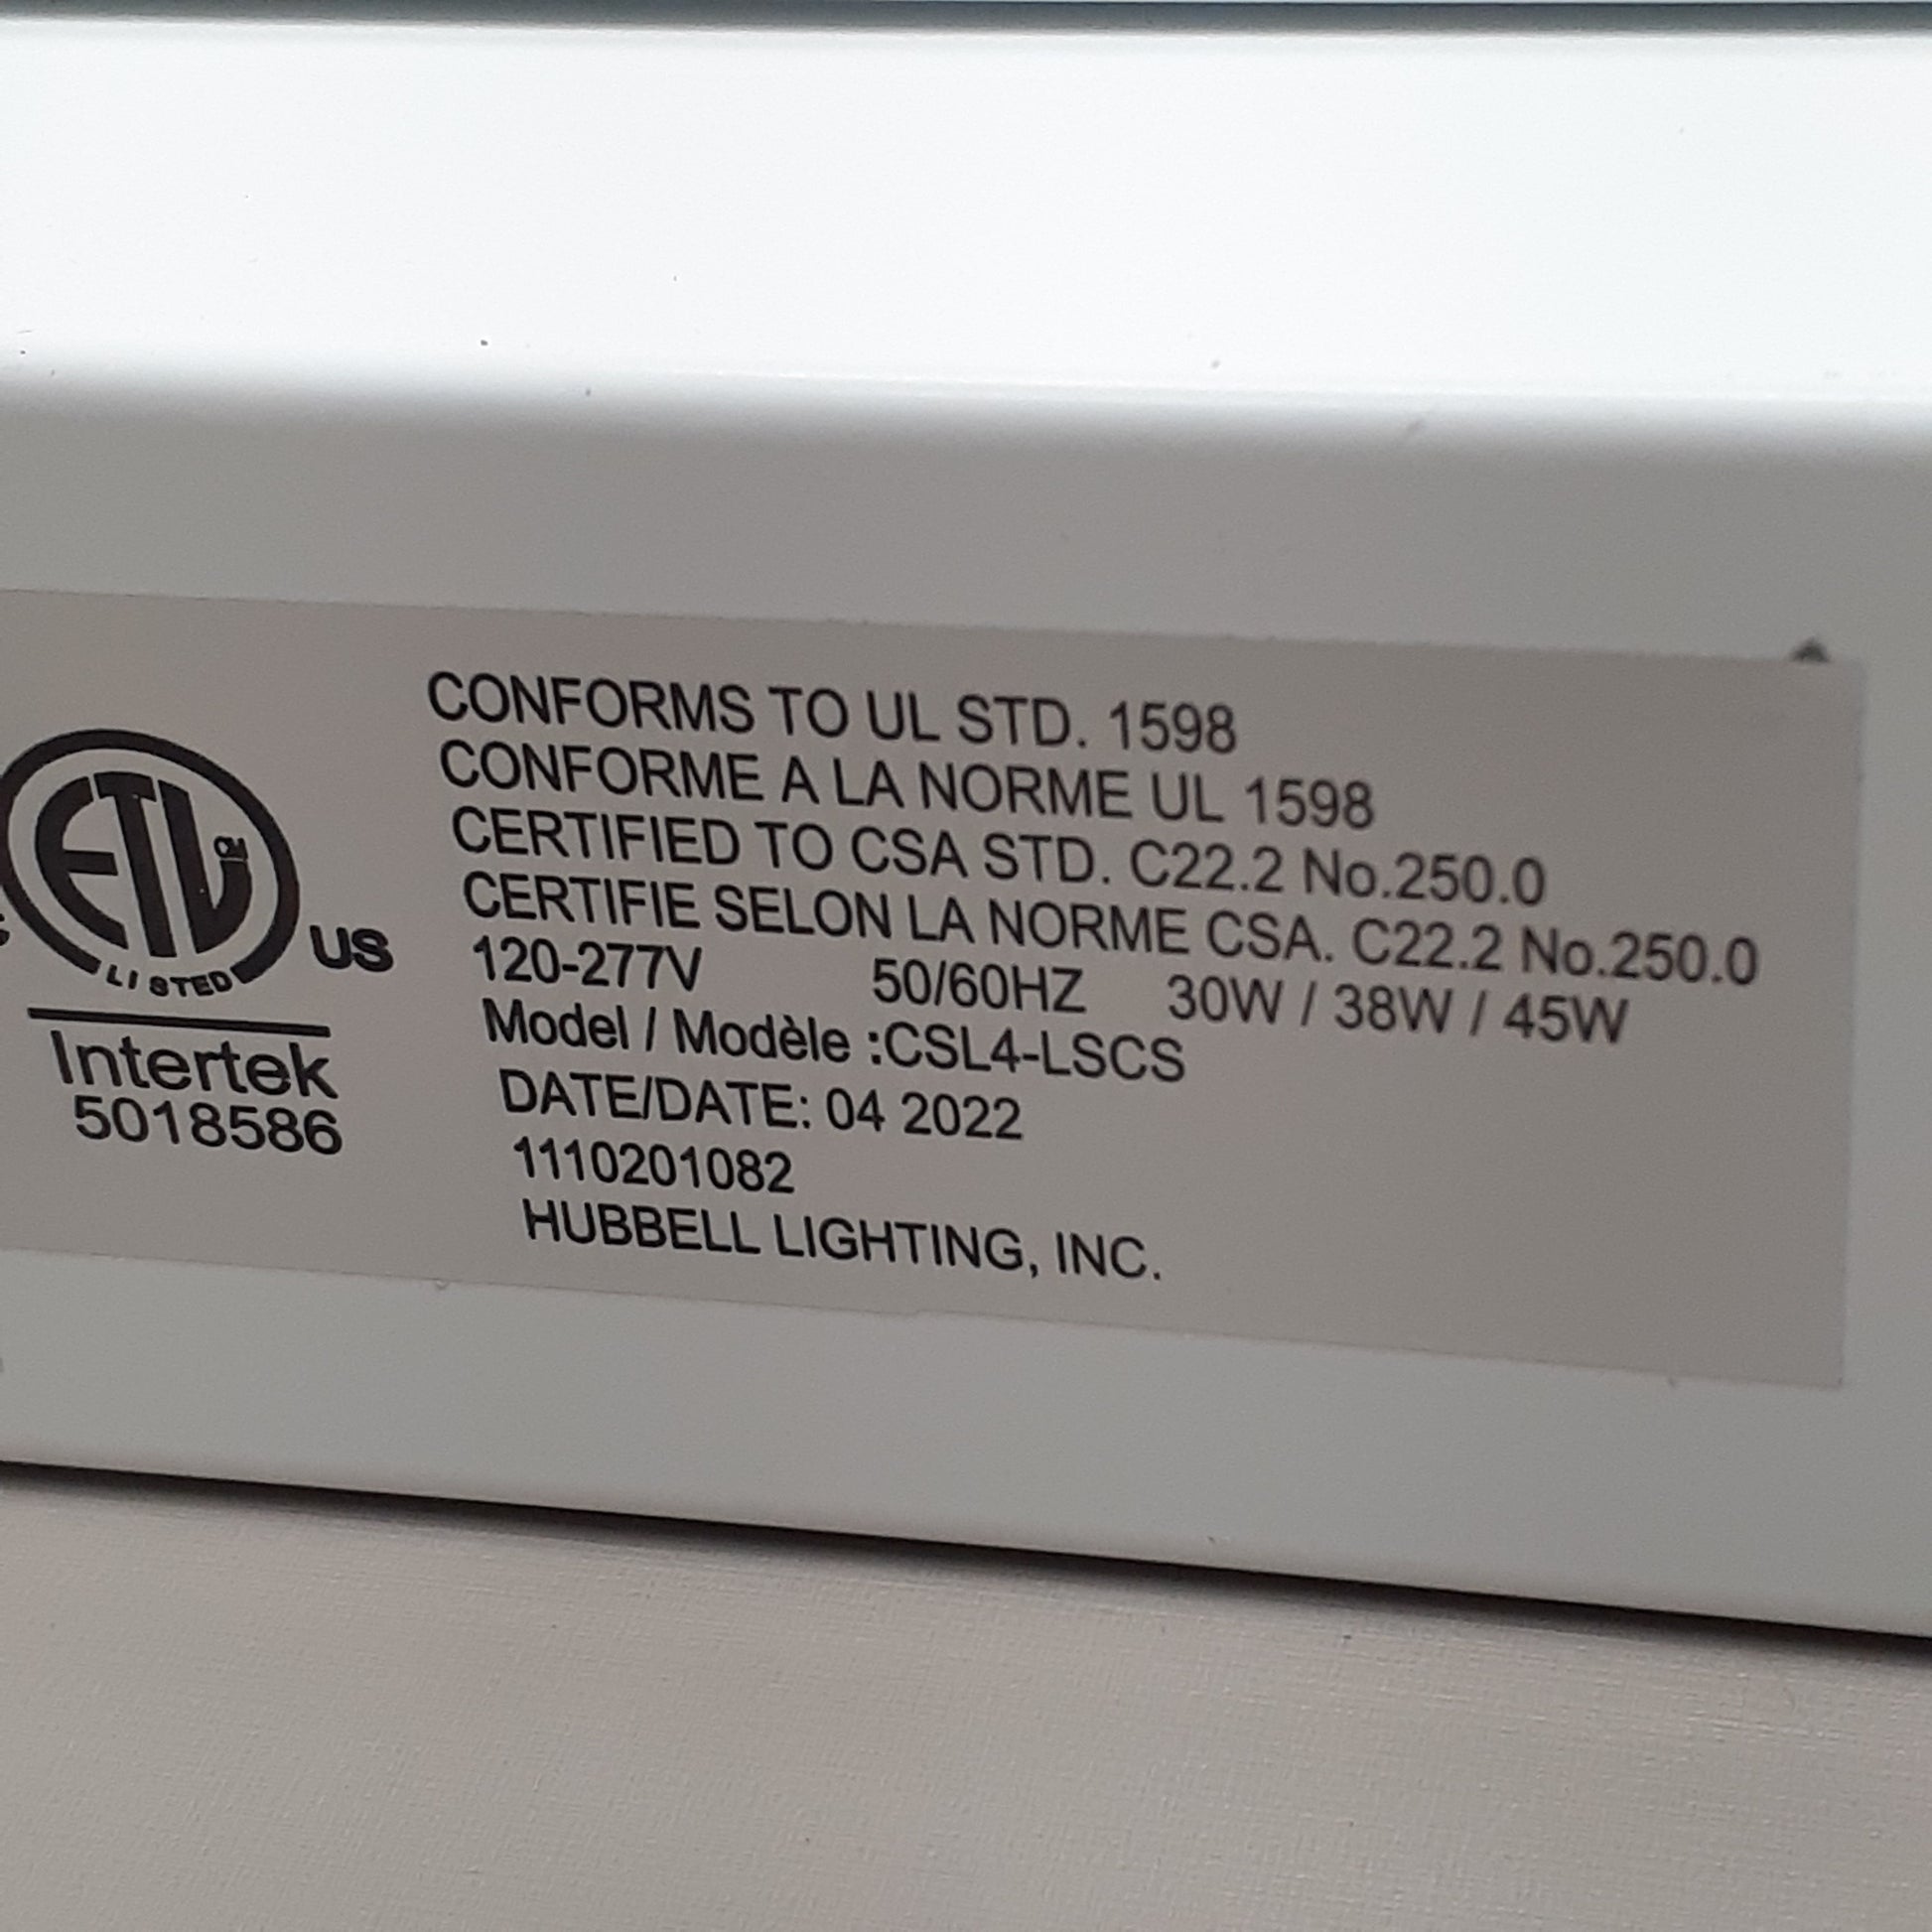 CONFORMS TO UL STD. 1598
CONFORME A LA NORME UL 1598
CERTIFIED TO CSA STD. C22.2 No.250.0
CERTIFIE SELON LA NORME CSA. C22.2 No.250.0
120-277V 50/60HZ 30W / 38W / 45W
Model / Modèle :CSL4-LSCS
DATE/DATE: 04 2022
1110201082
HUBBELL LIGHTING, INC.
ETL
CM
LISTED
US
Intertek
5018586